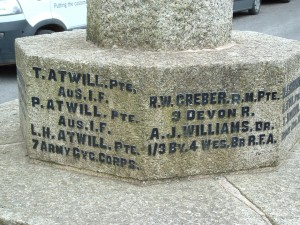 T. ATWILL. PTE.
AUS. I. F.
P. ATWILL. PTE.
AUS. I. F.
L. H. ATWILL. PTE.
7 ARMY CYC. CORPS.
R. W. CREBER. R. M. PTE.
9 DEVON R.
A. J. WILLIAMS. DR.
1/3 BY. 4 WES. BR R.F.A.